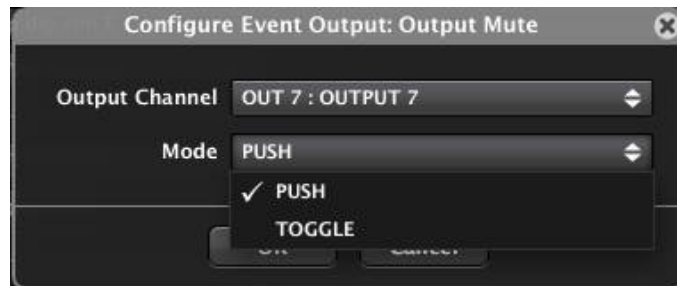 Configure Event Output: Output Mute
Output Channel OUT 7 : OUTPUT 7
Mode PUSH
✓ PUSH
TOGGLE